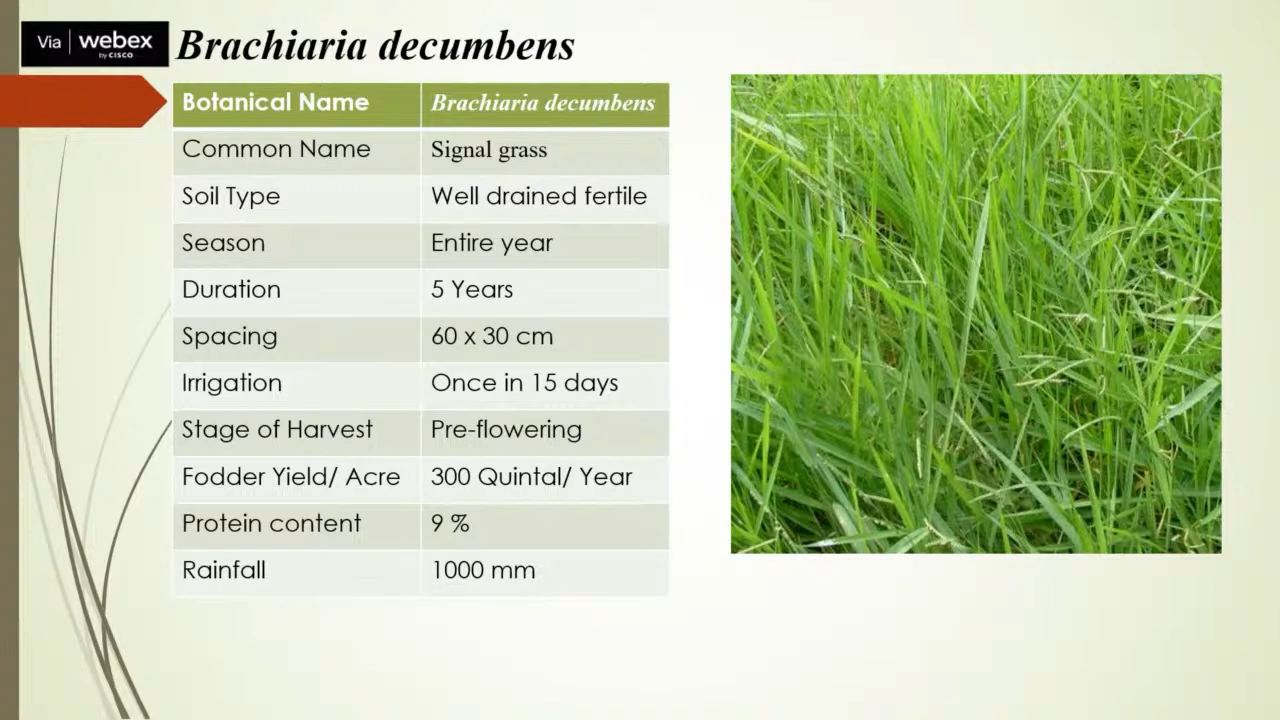 Via webex
by CISCO
Brachiaria decumbens
Botanical Name Brachiaria decumbens
Common Name Signal grass
Soil Type Well drained fertile
Season Entire year
Duration 5 Years
Spacing 60 x 30 cm
Irrigation Once in 15 days
Stage of Harvest Pre-flowering
Fodder Yield/ Acre 300 Quintal/ Year
Protein content 9 %
Rainfall 1000 mm